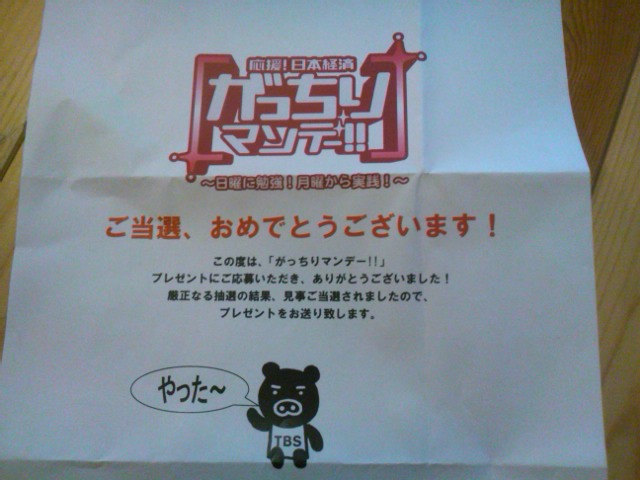 応援！日本経済
がっちり
マンデー!!
～日曜に勉強！月曜から実践！～
ご当選、おめでとうございます！
この度は、「がっちりマンデー!!」
プレゼントにご応募いただき、ありがとうございました！
厳正なる抽選の結果、見事ご当選されましたので、
プレゼントをお送り致します。
やった～
TBS